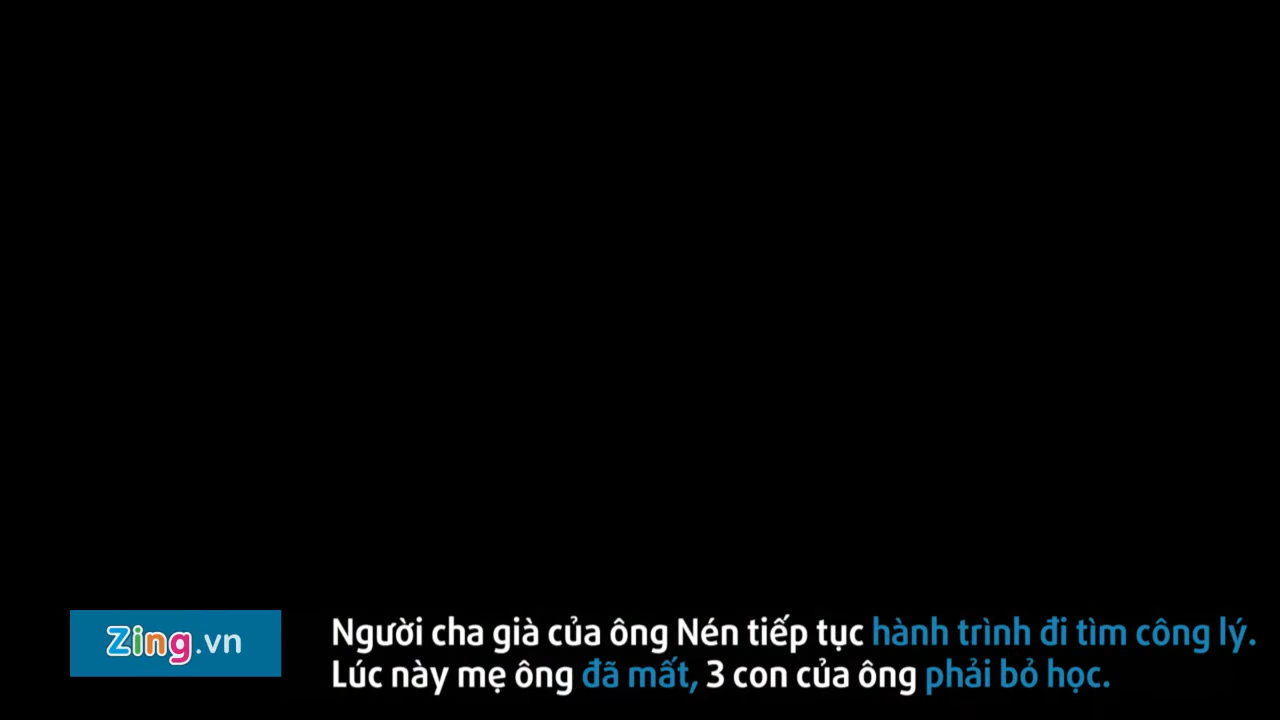 Zing.vn
Người cha già của ông Nén tiếp tục hành trình đi tìm công lý.
Lúc này mẹ ông đã mất, 3 con của ông phải bỏ học.